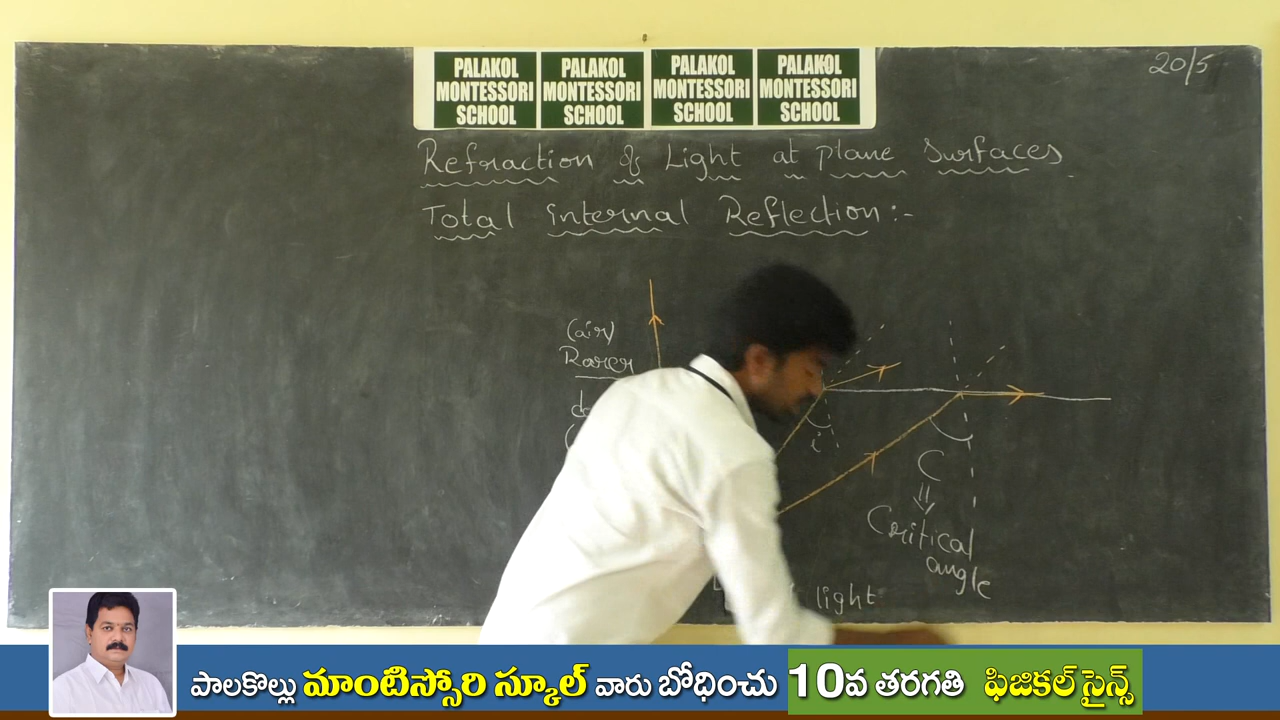 PALAKOL MONTESSORI SCHOOL
PALAKOL MONTESSORI SCHOOL
PALAKOL MONTESSORI SCHOOL
PALAKOL MONTESSORI SCHOOL
20/5
Refraction of Light at plane Surfaces
Total internal Reflection:-
(air)
Rarer
i
C
Critical
angle
light
పాలకొల్లు మాంటిస్సోరి స్కూల్ వారు బోధించు 10వ తరగతి ఫిజికల్ సైన్స్